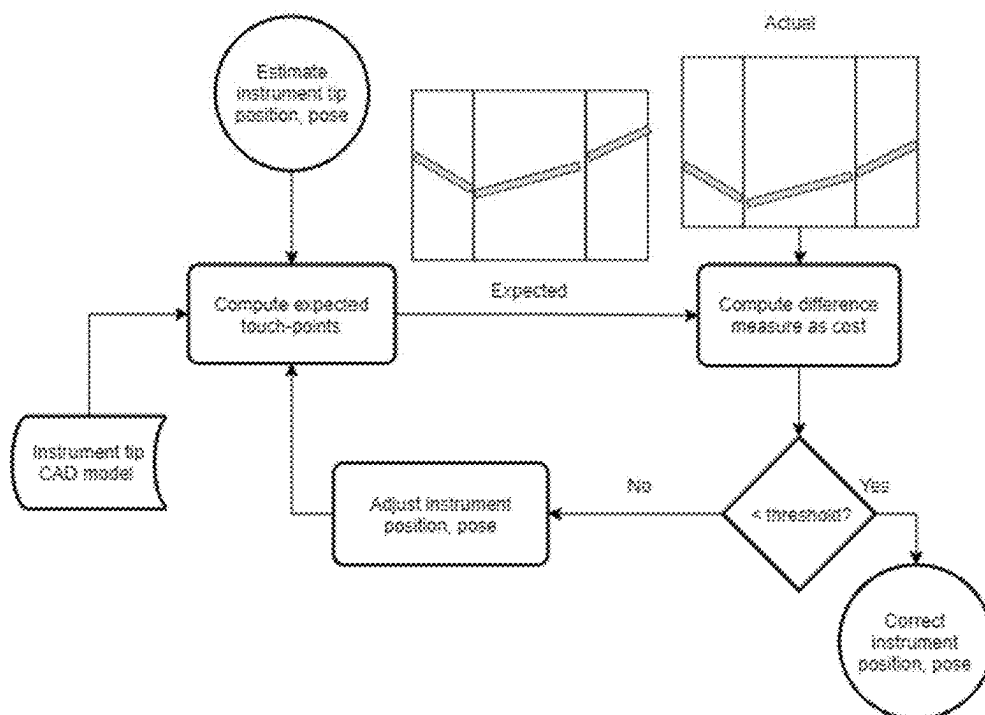 Actual
Estimate
instrument tip
position, pose
Compute expected
touch-points
Expected
Compute difference
measure as cost
Instrument tip
CAD model
Adjust instrument
position, pose
No
< threshold?
Yes
Correct
instrument
position, pose